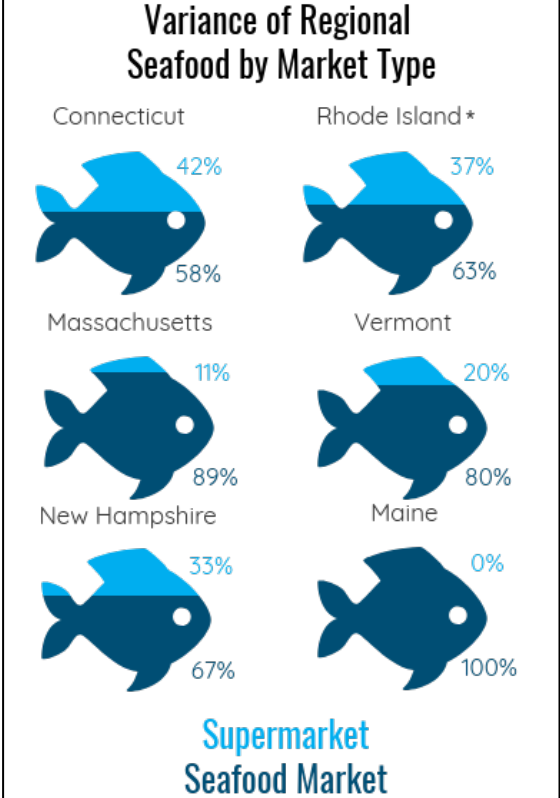 Variance of Regional
Seafood by Market Type
Connecticut
42%
58%
Rhode Island*
37%
63%
Massachusetts
11%
89%
Vermont
20%
80%
New Hampshire
33%
67%
Maine
0%
100%
Supermarket
Seafood Market